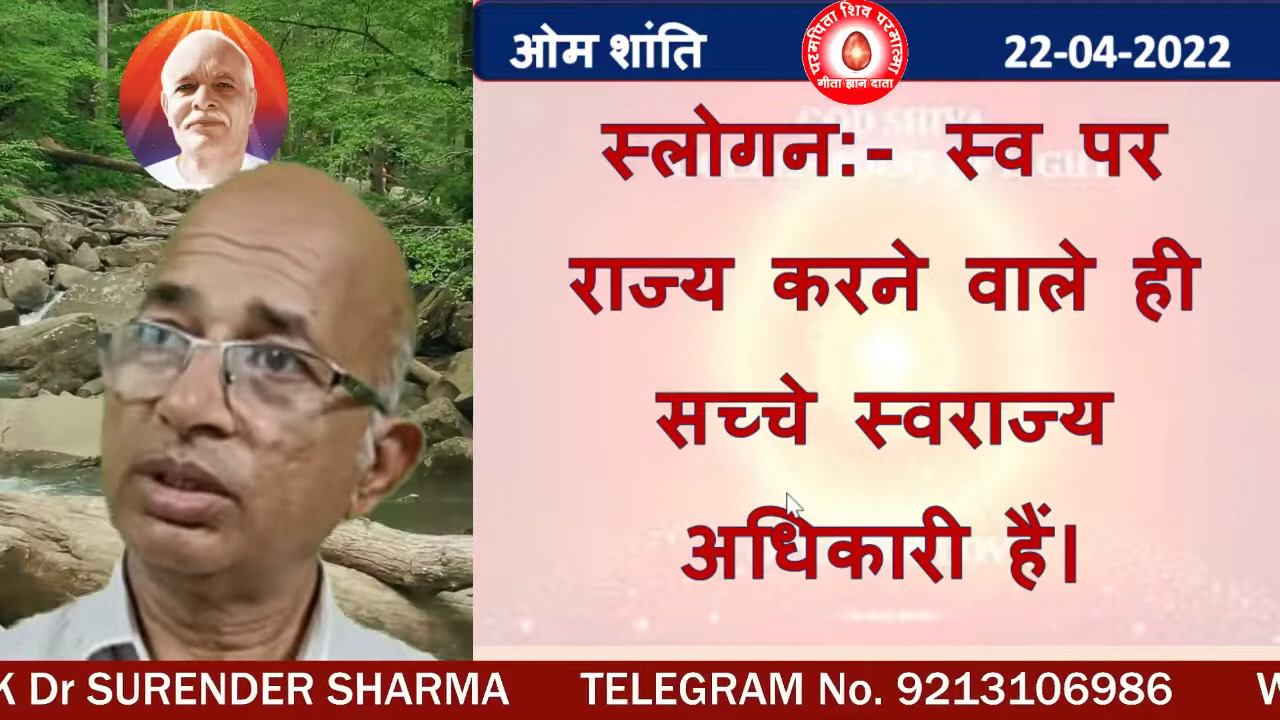 ओम शांति
परमपिता शिव परमात्मा
गीता ज्ञान दाता
22-04-2022
स्लोगन:- स्व पर
राज्य करने वाले ही
सच्चे स्वराज्य
अधिकारी हैं।
K Dr SURENDER SHARMA TELEGRAM No. 9213106986 W